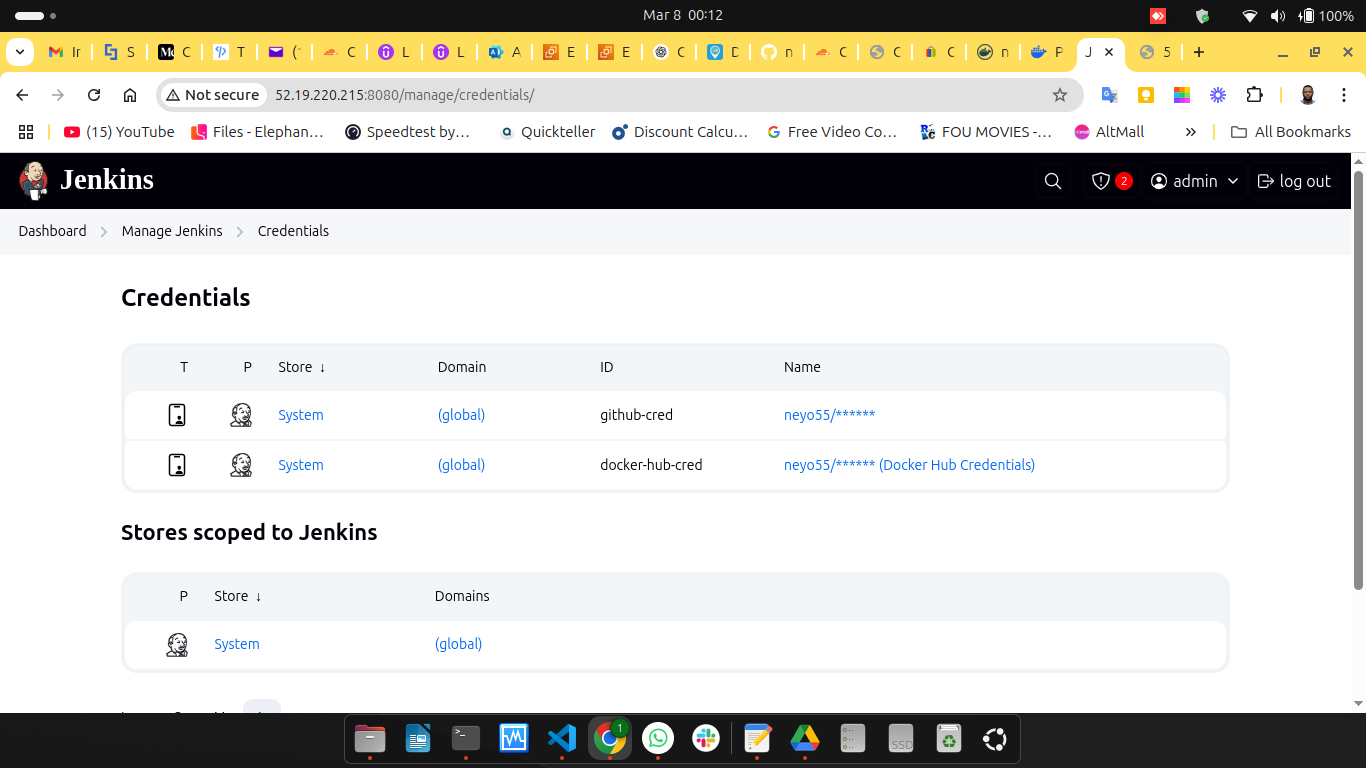 Mar 8 00:12
100%
Ir
S
C
T
(
C
L
L
A
E
E
C
D
n
C
C
C
n
P
J
5
Not secure
52.19.220.215:8080/manage/credentials/
(15) YouTube
Files - Elephan...
Speedtest by...
Quickteller
Discount Calcu...
Free Video Co...
FOU MOVIES -...
AltMall
All Bookmarks
Jenkins
2
admin
log out
Dashboard
Manage Jenkins
Credentials
Credentials
T P Store ↓ Domain ID Name
System (global) github-cred neyo55/******
System (global) docker-hub-cred neyo55/****** (Docker Hub Credentials)
Stores scoped to Jenkins
P Store ↓ Domains
System (global)
1
SSD